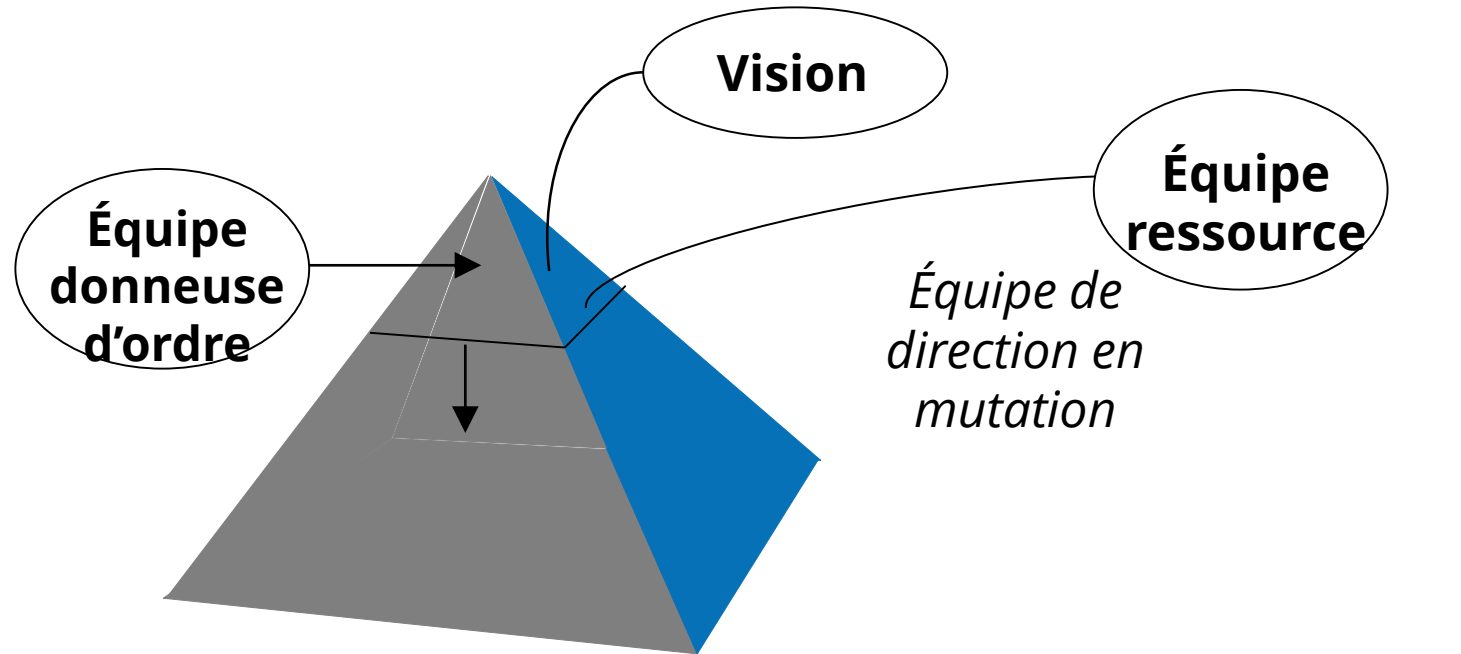 Vision
Équipe
ressource
Équipe
donneuse
d’ordre
Équipe de
direction en
mutation